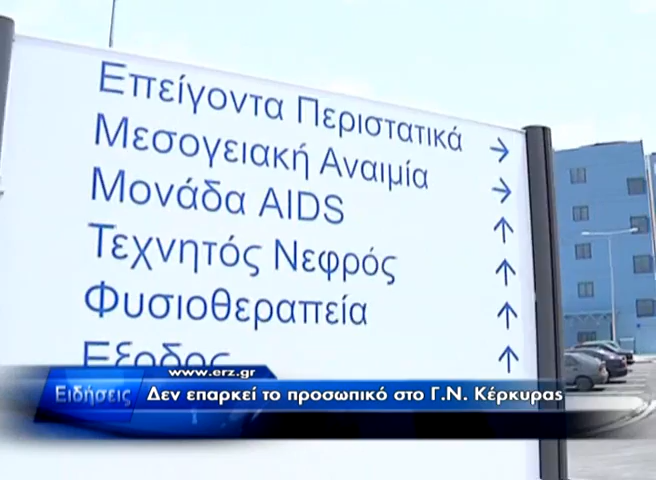 Επείγοντα Περιστατικά →
Μεσογειακή Αναιμία →
Μονάδα AIDS ↑
Τεχνητός Νεφρός ↑
Φυσιοθεραπεία ↑
Έξοδος ↑
www.erz.gr
Ειδήσεις
Δεν επαρκεί το προσωπικό στο Γ.Ν. Κέρκυρας